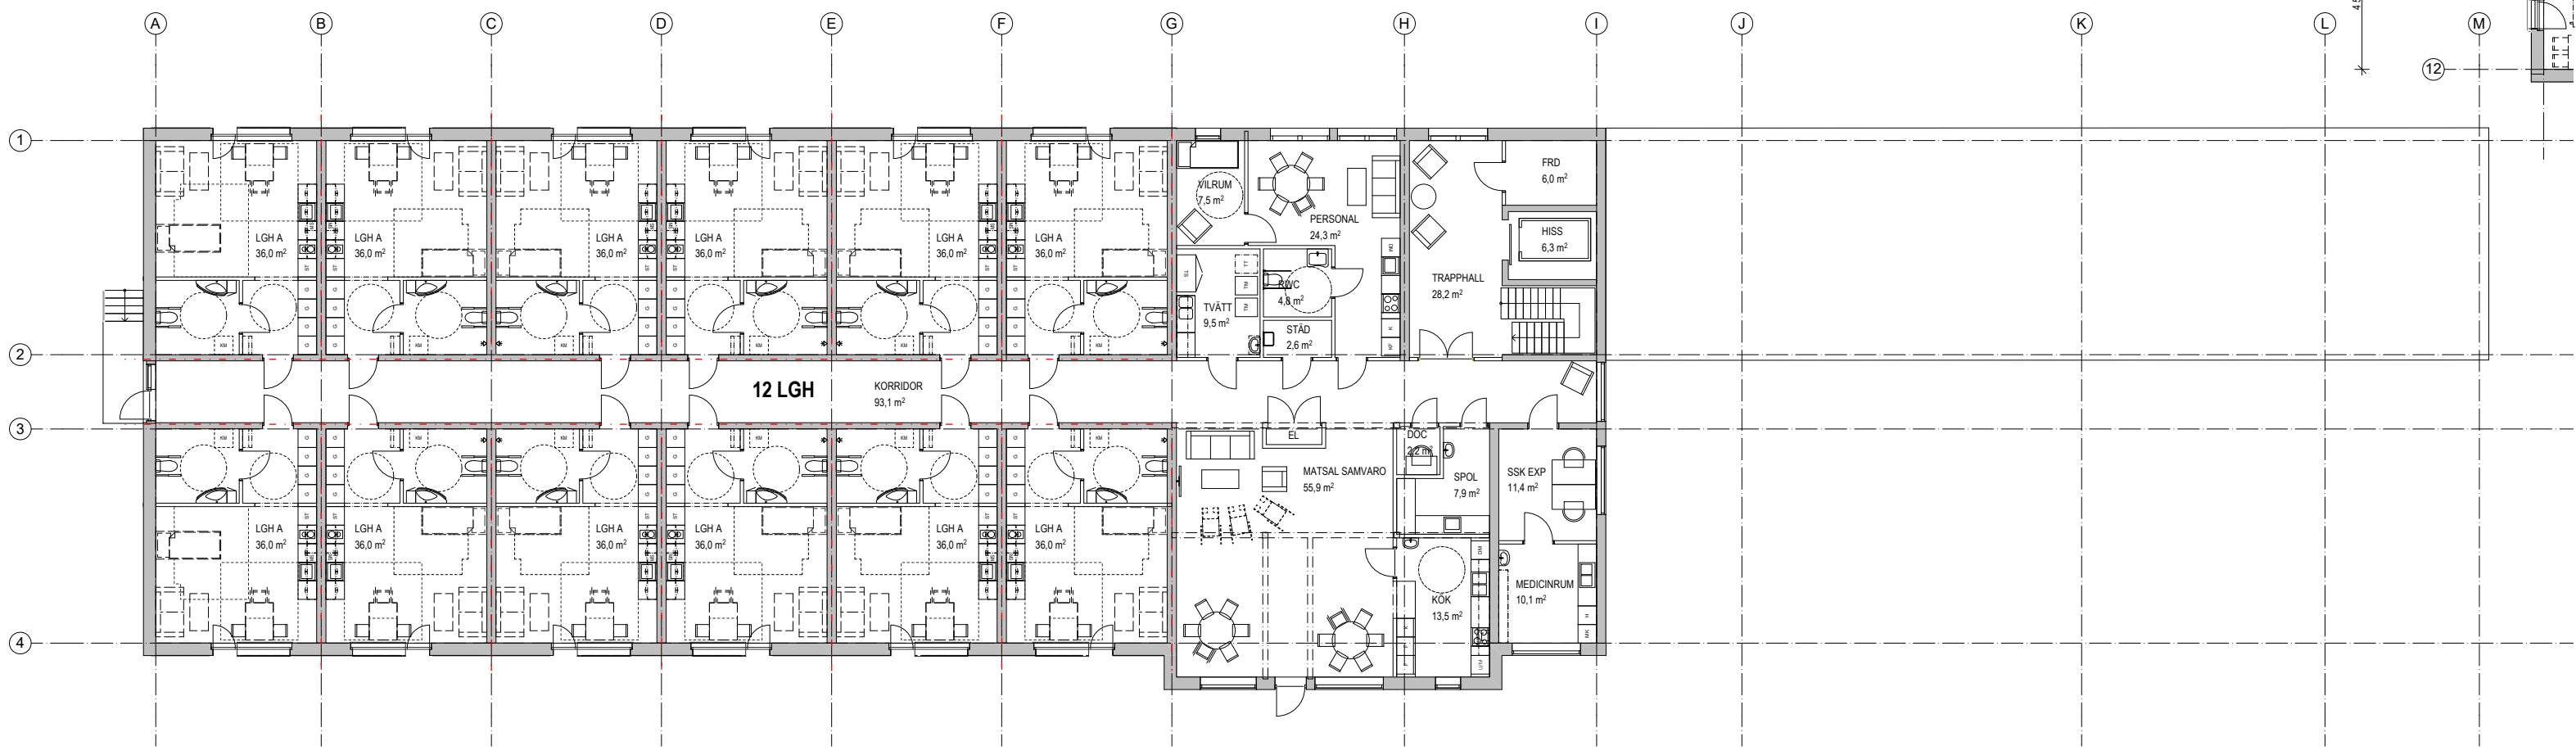 A B C D E F G H I J K L M
12
1
2
3
4
LGH A
36,0 m²
LGH A
36,0 m²
LGH A
36,0 m²
LGH A
36,0 m²
LGH A
36,0 m²
LGH A
36,0 m²
VILRUM
7,5 m²
PERSONAL
24,3 m²
FRD
6,0 m²
HISS
6,3 m²
TRAPPHALL
28,2 m²
RWC
4,8 m²
TVÄTT
9,5 m²
STÄD
2,6 m²
12 LGH
KORRIDOR
93,1 m²
EL
MATSAL SAMVARO
55,9 m²
DOC
2,2 m²
SPOL
7,9 m²
SSK EXP
11,4 m²
MEDICINRUM
10,1 m²
KÖK
13,5 m²
LGH A
36,0 m²
LGH A
36,0 m²
LGH A
36,0 m²
LGH A
36,0 m²
LGH A
36,0 m²
LGH A
36,0 m²